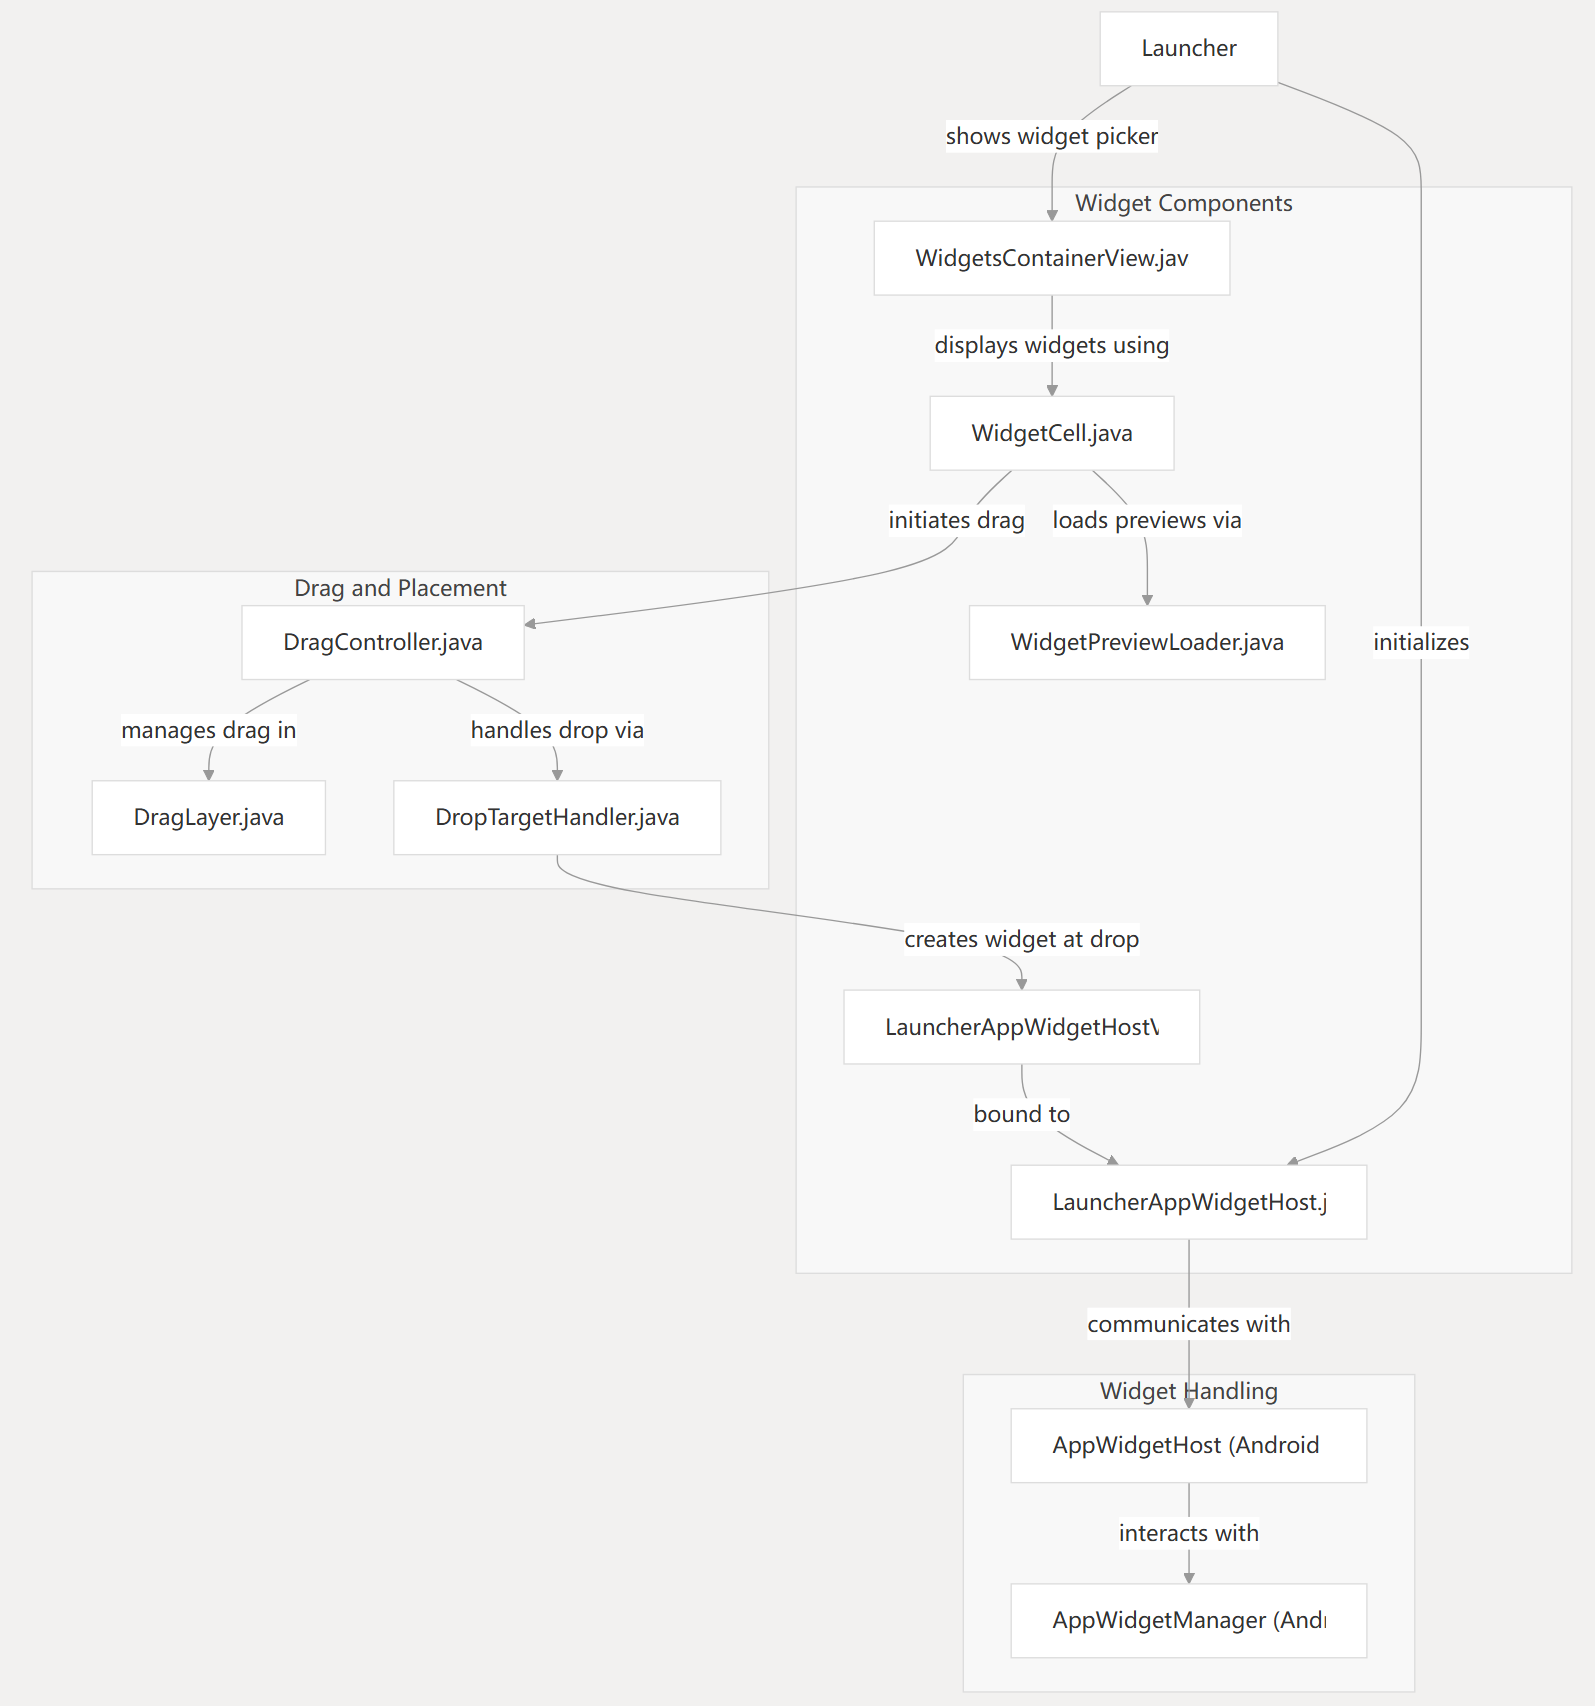 Launcher
shows widget picker
Widget Components
WidgetsContainerView.jav
displays widgets using
WidgetCell.java
initiates drag
loads previews via
Drag and Placement
DragController.java
WidgetPreviewLoader.java
initializes
manages drag in
handles drop via
DragLayer.java
DropTargetHandler.java
creates widget at drop
LauncherAppWidgetHostV
bound to
LauncherAppWidgetHost.j
communicates with
Widget Handling
AppWidgetHost (Android
interacts with
AppWidgetManager (Andr